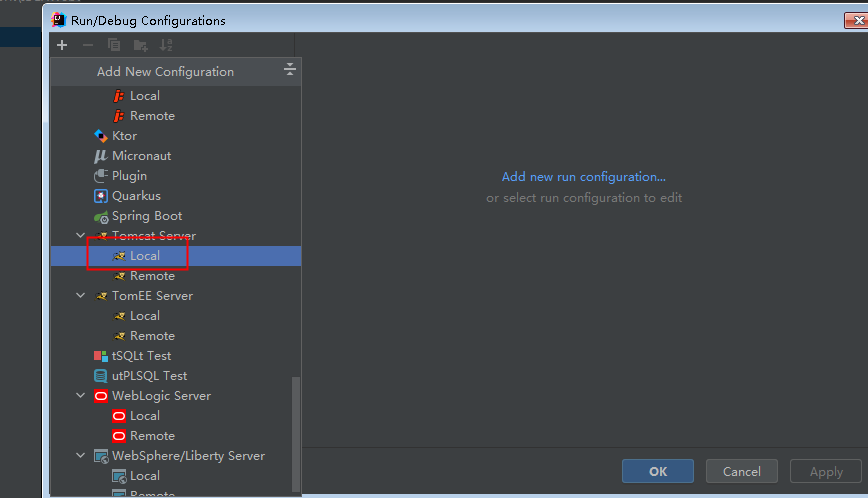 Run/Debug Configurations
Add New Configuration
Local
Remote
Ktor
Micronaut
Plugin
Quarkus
Spring Boot
Tomcat Server
Local
Remote
TomEE Server
Local
Remote
tSQLt Test
utPLSQL Test
WebLogic Server
Local
Remote
WebSphere/Liberty Server
Local
Remote
Add new run configuration...
or select run configuration to edit
OK
Cancel
Apply